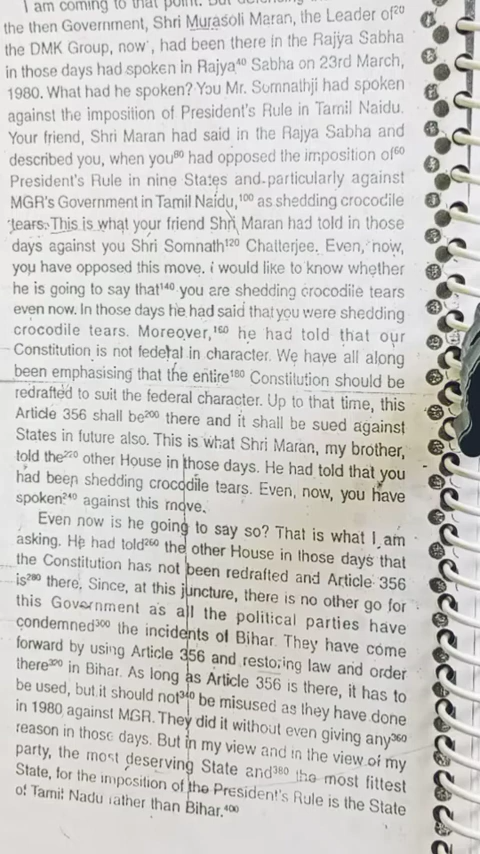 I am coming to that point. But defending
the then Government, Shri Murasoli Maran, the Leader of²⁰
the DMK Group, now, had been there in the Rajya Sabha
in those days had spoken in Rajya⁴⁰ Sabha on 23rd March,
1980. What had he spoken? You Mr. Somnathji had spoken
against the imposition of President's Rule in Tamil Naidu.
Your friend, Shri Maran had said in the Rajya Sabha and
described you, when you⁸⁰ had opposed the imposition of⁶⁰
President's Rule in nine States and particularly against
MGR's Government in Tamil Naidu,¹⁰⁰ as shedding crocodile
tears. This is what your friend Shri Maran had told in those
days against you Shri Somnath¹²⁰ Chatterjee. Even, now,
you have opposed this move. i would like to know whether
he is going to say that¹⁴⁰ you are shedding crocodile tears
even now. In those days he had said that you were shedding
crocodile tears. Moreover,¹⁶⁰ he had told that our
Constitution is not federal in character. We have all along
been emphasising that the entire¹⁸⁰ Constitution should be
redrafted to suit the federal character. Up to that time, this
Article 356 shall be²⁰⁰ there and it shall be sued against
States in future also. This is what Shri Maran, my brother,
told the²²⁰ other House in those days. He had told that you
had been shedding crocodile tears. Even, now, you have
spoken²⁴⁰ against this move.
Even now is he going to say so? That is what I am
asking. He had told²⁶⁰ the other House in those days that
the Constitution has not been redrafted and Article 356
is²⁸⁰ there. Since, at this juncture, there is no other go for
this Government as all the political parties have
condemned³⁰⁰ the incidents of Bihar. They have come
forward by using Article 356 and restoring law and order
there³²⁰ in Bihar. As long as Article 356 is there, it has to
be used, but it should not³⁴⁰ be misused as they have done
in 1980 against MGR. They did it without even giving any³⁶⁰
reason in those days. But in my view and in the view of my
party, the most deserving State and³⁸⁰ the most fittest
State, for the imposition of the President's Rule is the State
of Tamil Nadu rather than Bihar.⁴⁰⁰